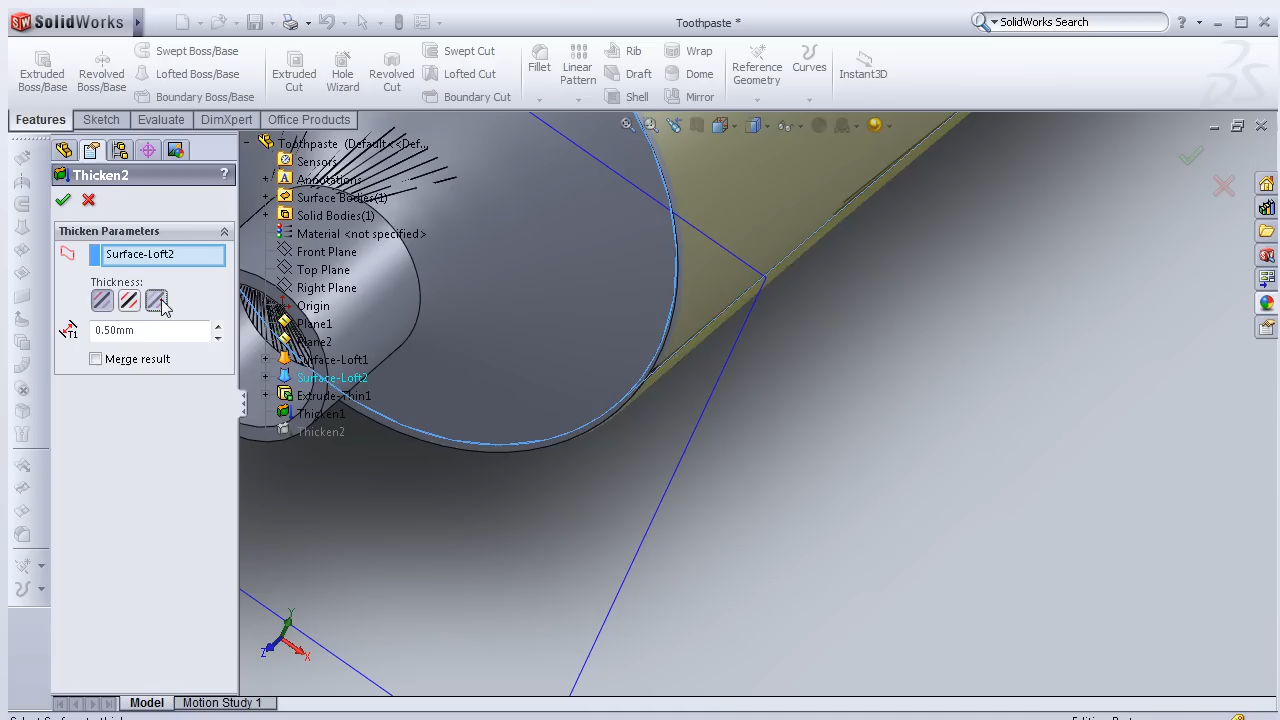 SolidWorks
Toothpaste *
SolidWorks Search
Extruded Boss/Base
Revolved Boss/Base
Swept Boss/Base
Lofted Boss/Base
Boundary Boss/Base
Extruded Cut
Hole Wizard
Revolved Cut
Swept Cut
Lofted Cut
Boundary Cut
Fillet
Linear Pattern
Rib
Draft
Shell
Wrap
Dome
Mirror
Reference Geometry
Curves
Instant3D
Features
Sketch
Evaluate
DimXpert
Office Products
Thicken2
?
Thicken Parameters
Surface-Loft2
Thickness:
T1
0.50mm
Merge result
Toothpaste (Default<<Def...
Sensors
Annotations
Surface Bodies(1)
Solid Bodies(1)
Material <not specified>
Front Plane
Top Plane
Right Plane
Origin
Plane1
Plane2
Surface-Loft1
Surface-Loft2
Extrude-Thin1
Thicken1
Thicken2
Y
Z
X
Model
Motion Study 1